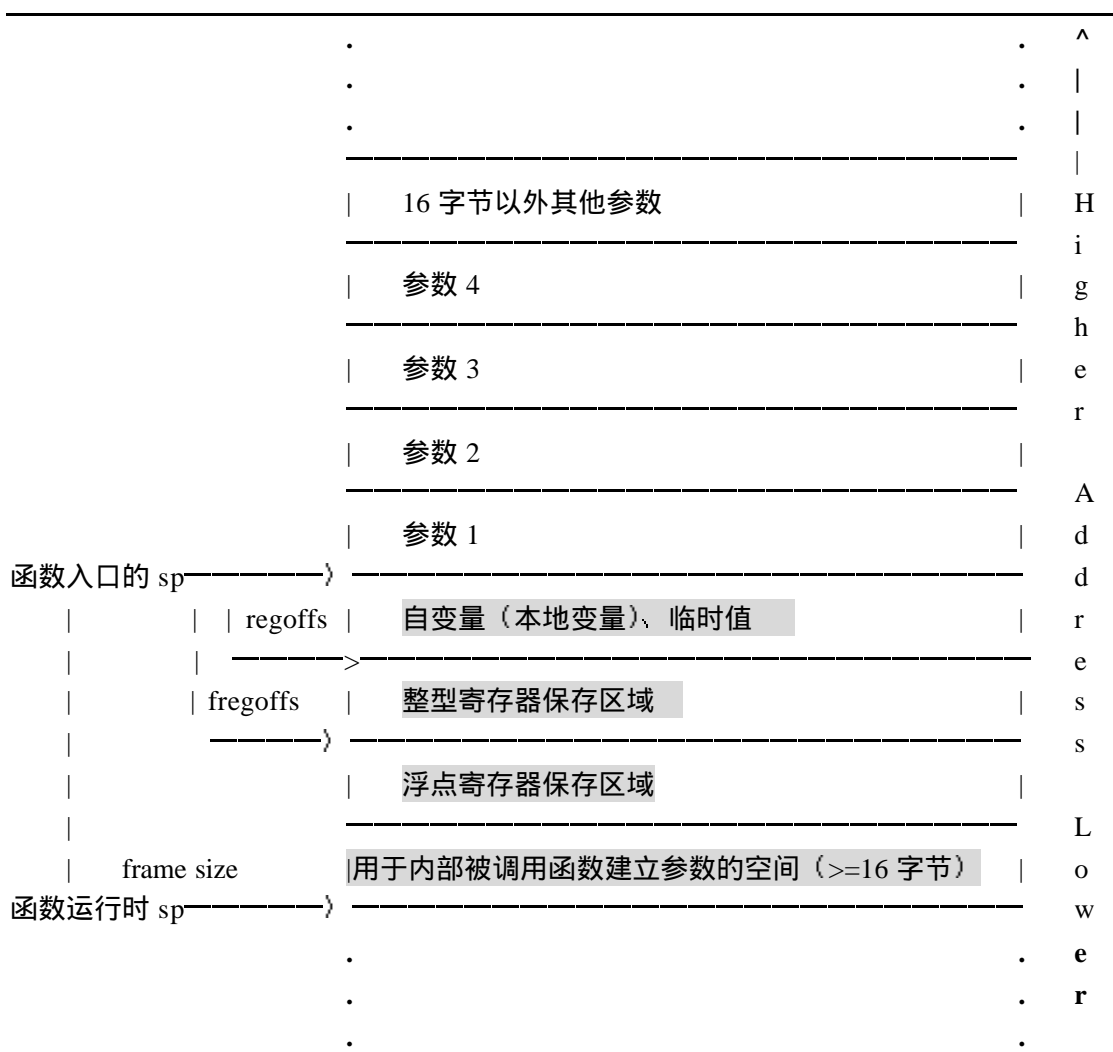 16 字节以外其他参数
参数 4
参数 3
参数 2
参数 1
函数入口的 sp
regoffs
自变量（本地变量）、临时值
fregoffs
整型寄存器保存区域
浮点寄存器保存区域
frame size
用于内部被调用函数建立参数的空间（>=16 字节）
函数运行时 sp
Higher Address Lower